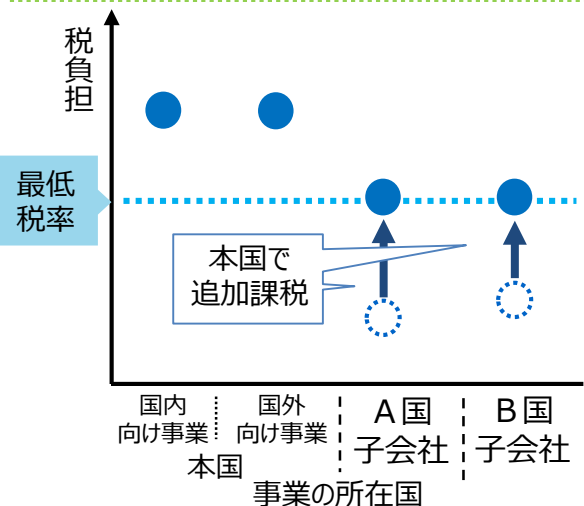 税負担
最低
税率
本国で
追加課税
国内
向け事業
国外
向け事業
本国
A国
子会社
B国
子会社
事業の所在国